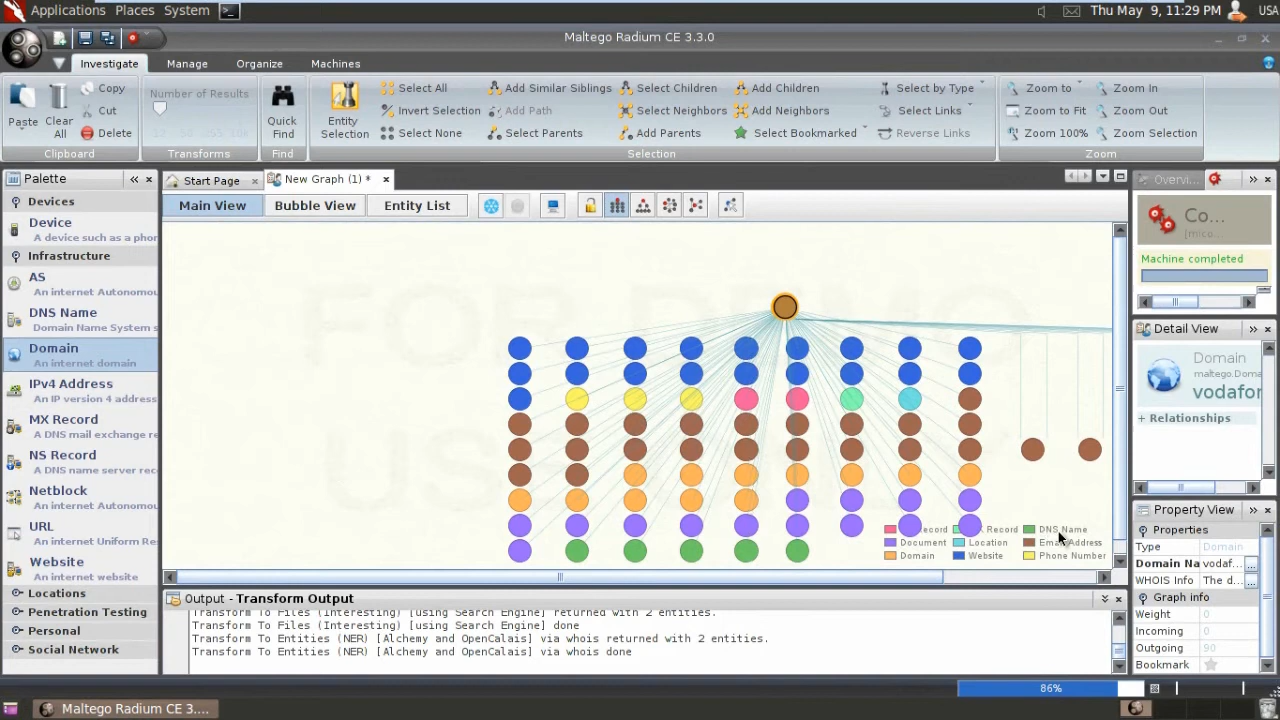 Applications Places System Thu May 9, 11:29 PM USA
Maltego Radium CE 3.3.0
Investigate Manage Organize Machines
Paste Clear All Copy Cut Delete
Clipboard
Number of Results
Transforms
Quick Find
Find
Entity Selection
Select All Add Similar Siblings Select Children Add Children Select by Type
Invert Selection Add Path Select Neighbors Add Neighbors Select Links
Select None Select Parents Add Parents Select Bookmarked Reverse Links
Selection
Zoom to Zoom In
Zoom to Fit Zoom Out
Zoom 100% Zoom Selection
Zoom
Palette
Devices
Device
A device such as a phor
Infrastructure
AS
An internet Autonomou
DNS Name
Domain Name System s
Domain
An internet domain
IPv4 Address
An IP version 4 addres
MX Record
A DNS mail exchange re
NS Record
A DNS name server rec
Netblock
An internet Autonomou
URL
An internet Uniform Res
Website
An internet website
Locations
Penetration Testing
Personal
Social Network
Start Page New Graph (1) *
Main View Bubble View Entity List
FOR DEMO
USE
DNS Name
Document Location Email Address
Domain Website Phone Number
Output - Transform Output
Transform To Files (Interesting) [using Search Engine] returned with 2 entities.
Transform To Files (Interesting) [using Search Engine] done
Transform To Entities (NER) [Alchemy and OpenCalais] via whois returned with 2 entities.
Transform To Entities (NER) [Alchemy and OpenCalais] via whois done
Overvi...
Co...
Machine completed
Detail View
Domain
maltego.Doma
vodafor
+ Relationships
Property View
Properties
Type Domain
Domain Na vodaf... ...
WHOIS Info The d... ...
Graph info
Weight 0
Incoming 0
Outgoing 90
Bookmark
86%
Maltego Radium CE 3....